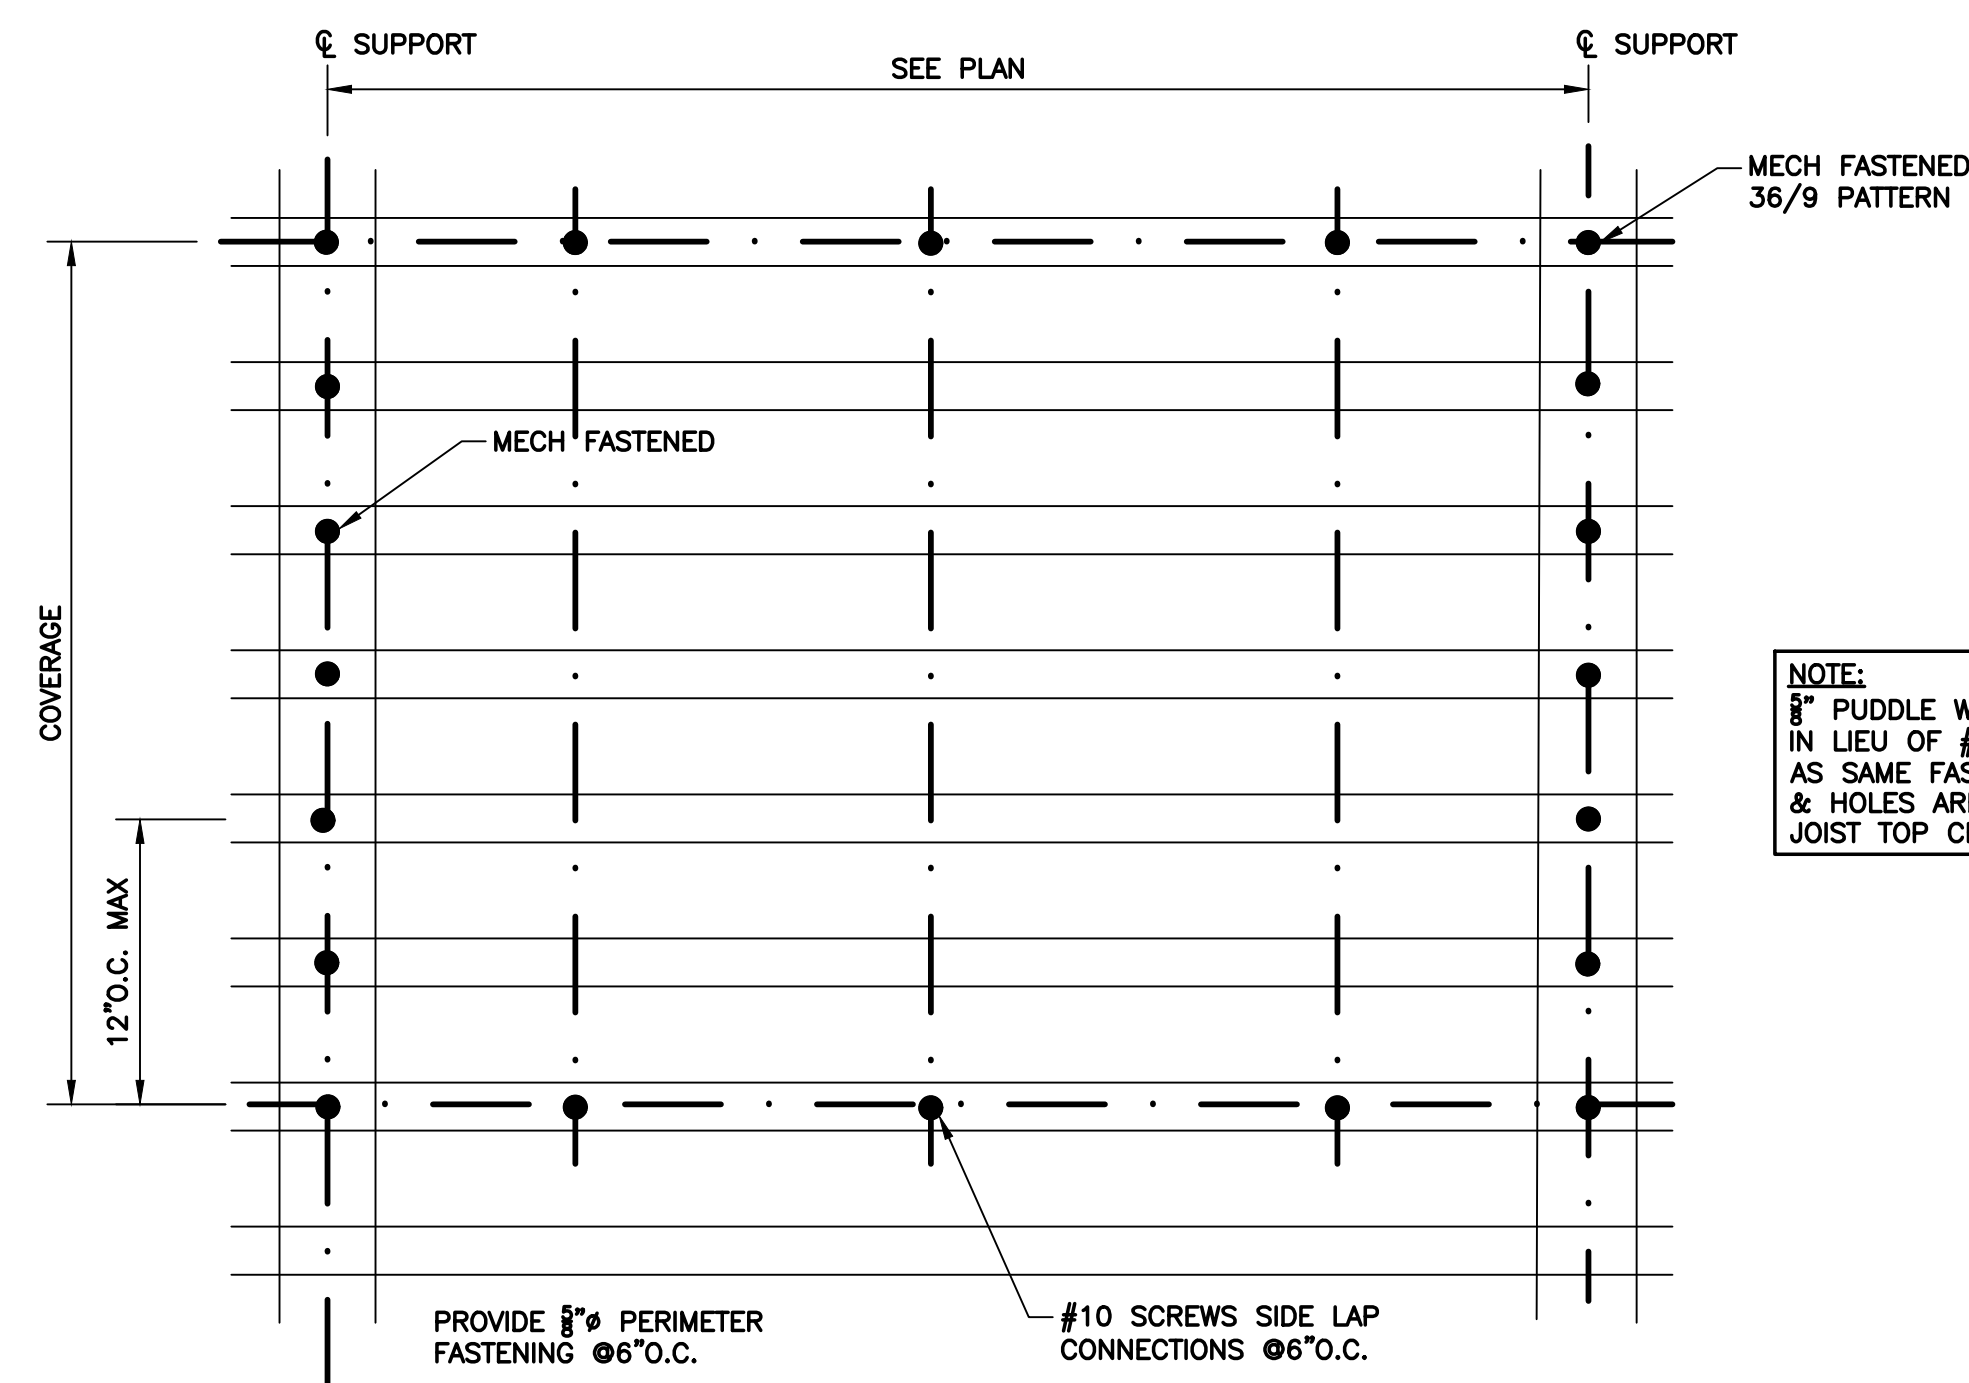 ℄ SUPPORT
℄ SUPPORT
SEE PLAN
MECH FASTENED
36/9 PATTERN
MECH FASTENED
COVERAGE
12"O.C. MAX
NOTE:
5/8" PUDDLE
IN LIEU OF
AS SAME
& HOLES
JOIST TOP
PROVIDE 5/8"ø PERIMETER
FASTENING @6"O.C.
#10 SCREWS SIDE LAP
CONNECTIONS @6"O.C.